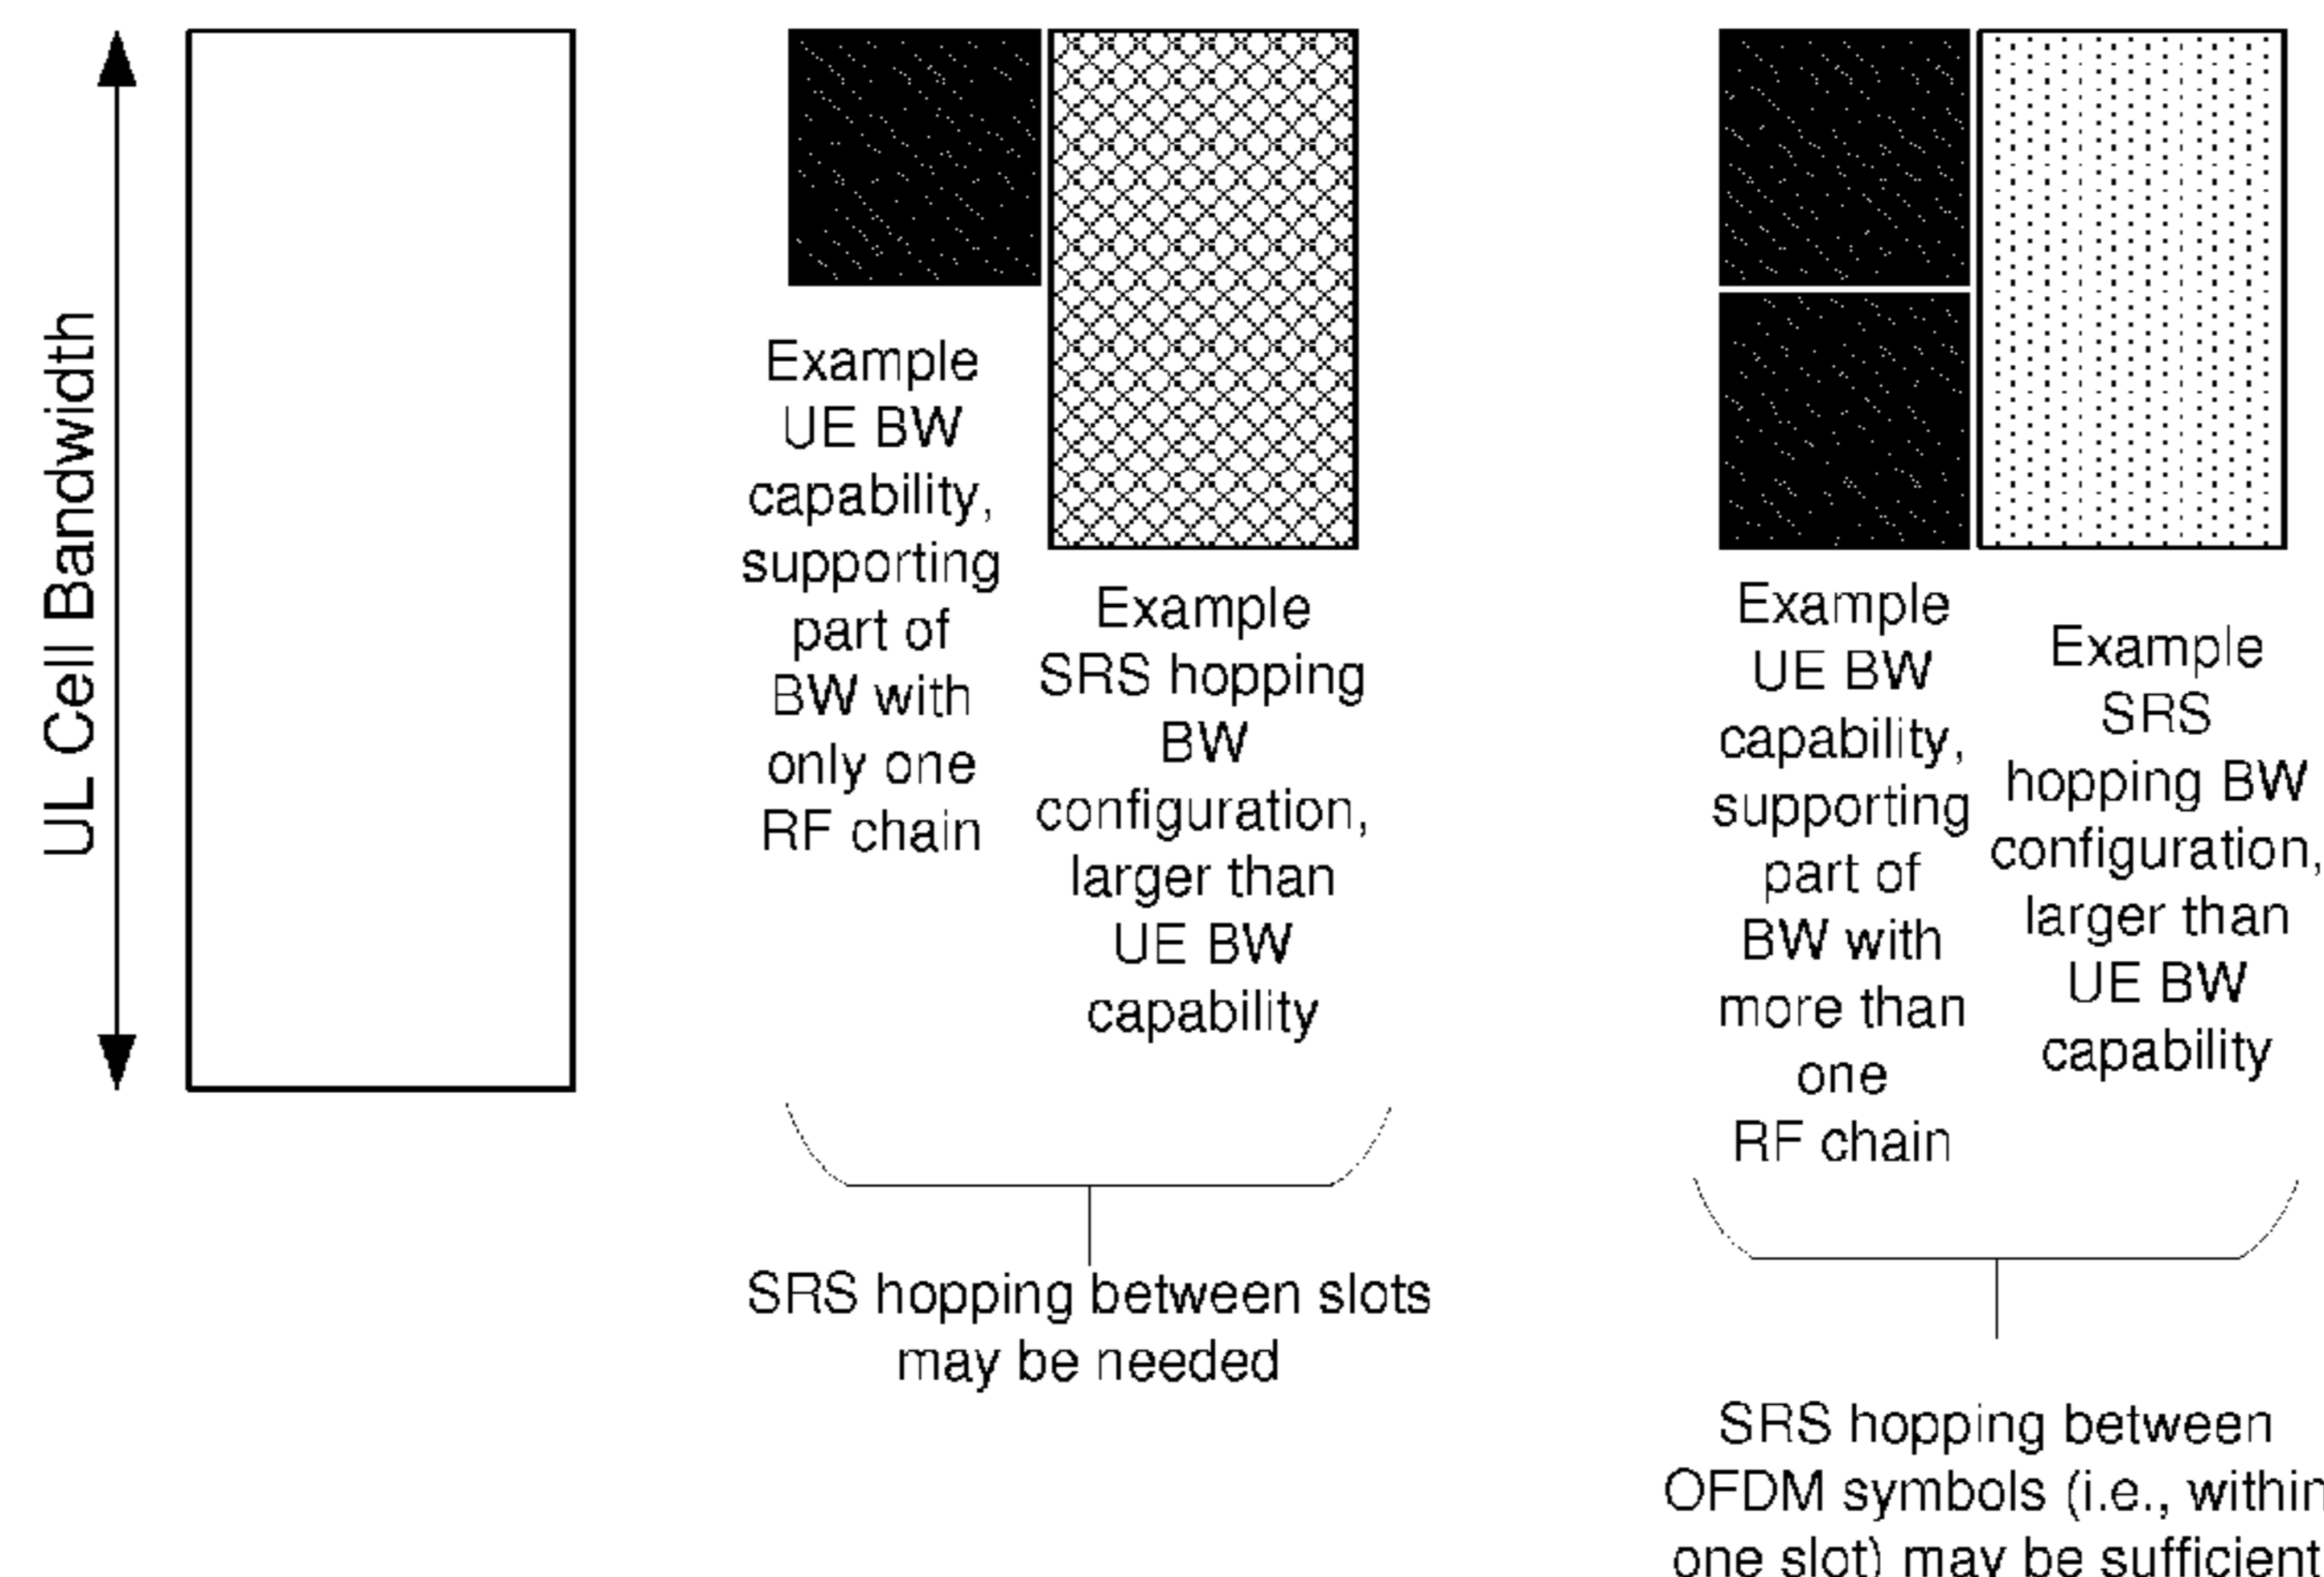 UL Cell Bandwidth
Example
UE BW
capability,
supporting
part of
BW with
only one
RF chain
Example
SRS hopping
BW
configuration,
larger than
UE BW
capability
SRS hopping between slots
may be needed
Example
UE BW
capability,
supporting
part of
BW with
more than
one
RF chain
Example
SRS
hopping BW
configuration,
larger than
UE BW
capability
SRS hopping between
OFDM symbols (i.e., within
one slot) may be sufficient